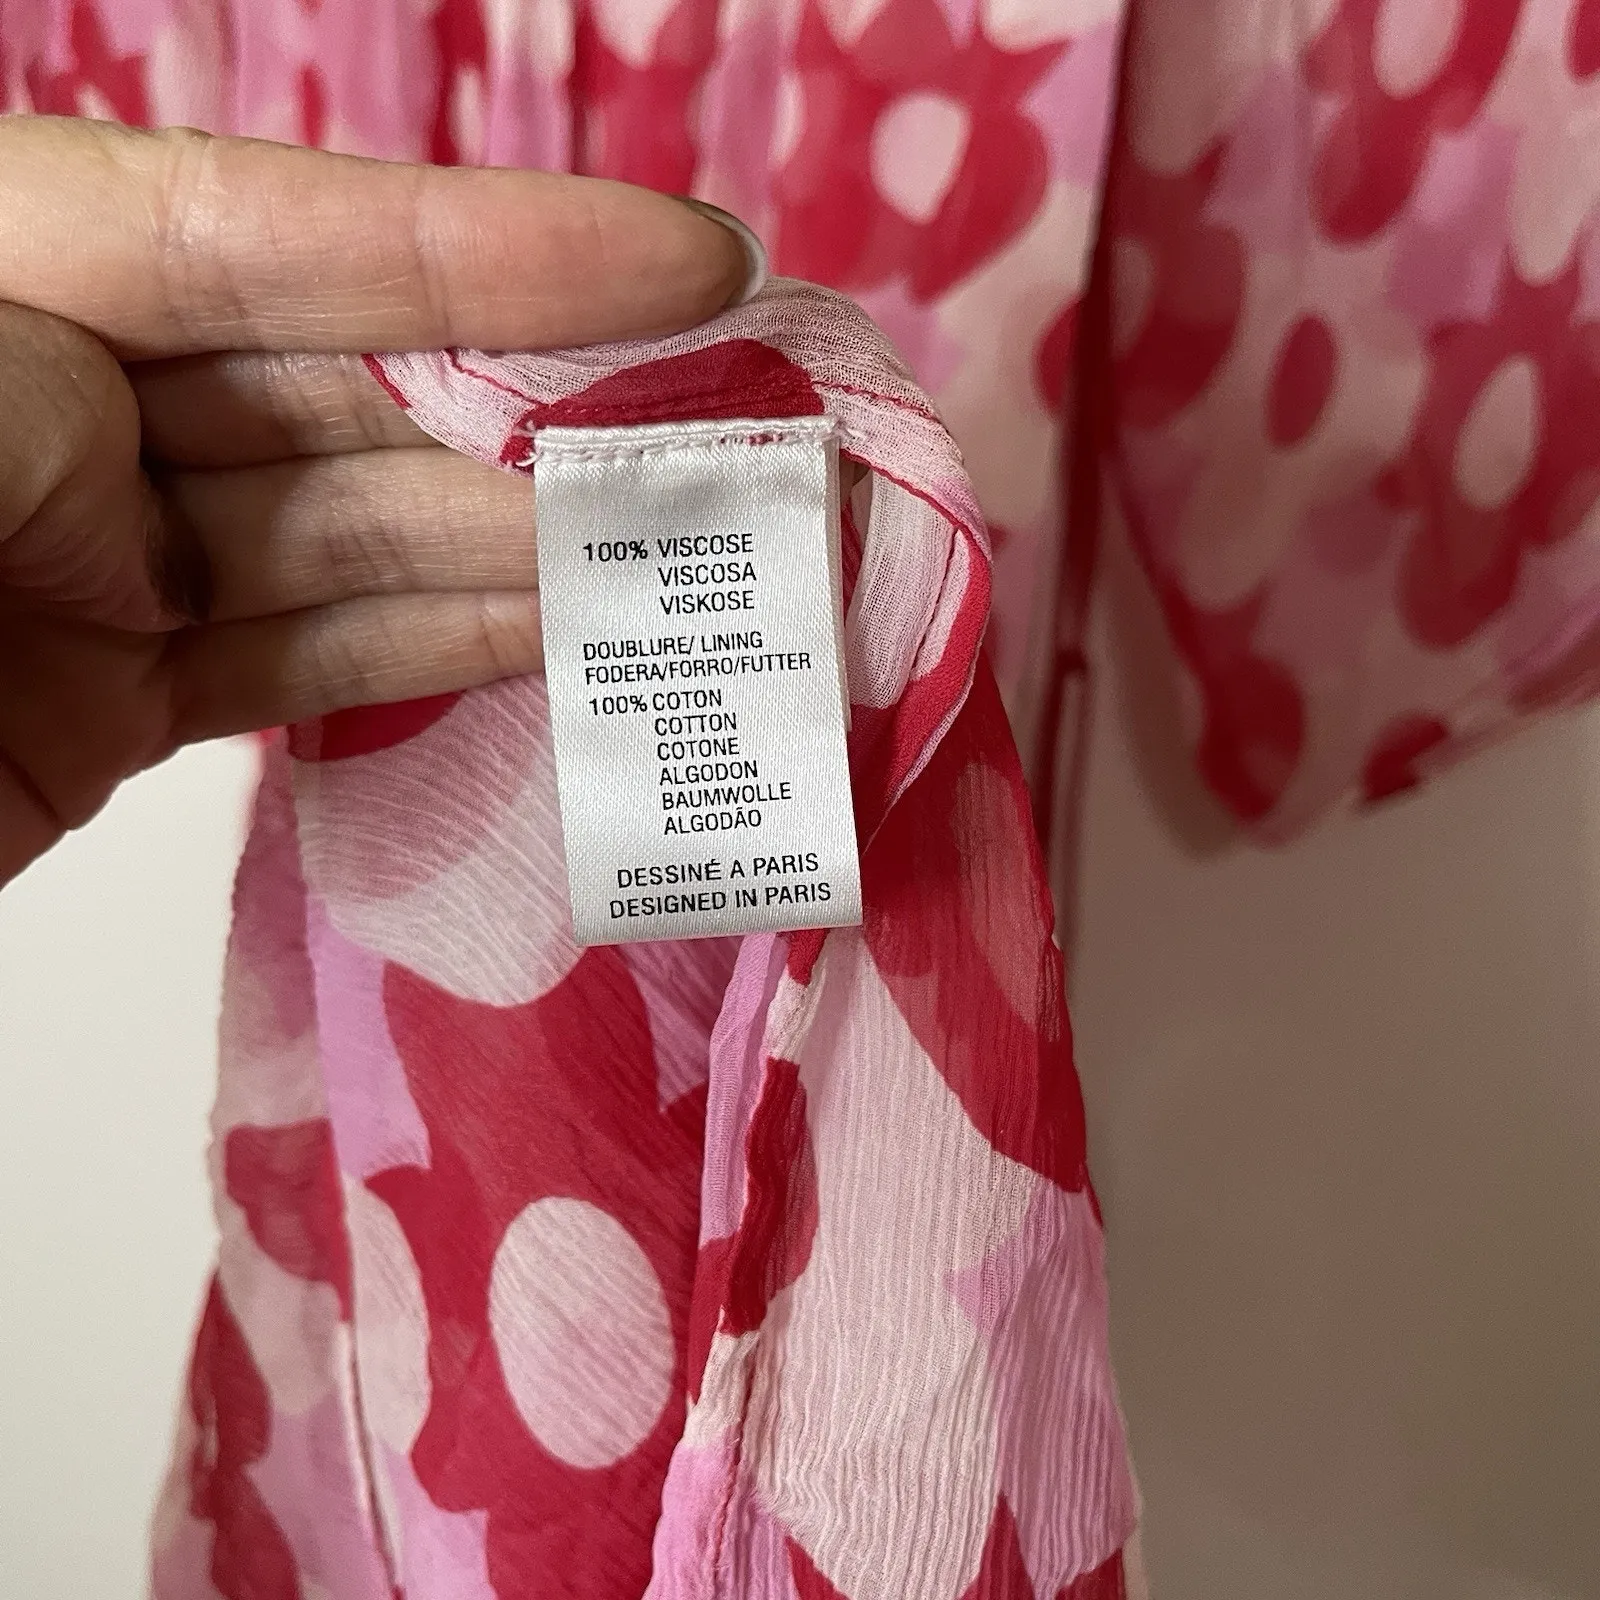 100% VISCOSE
VISCOSA
VISKOSE
DOUBLURE/ LINING
FODERA/FORRO/FUTTER
100% COTON
COTTON
COTONE
ALGODON
BAUMWOLLE
ALGODÃO
DESSINÉ A PARIS
DESIGNED IN PARIS